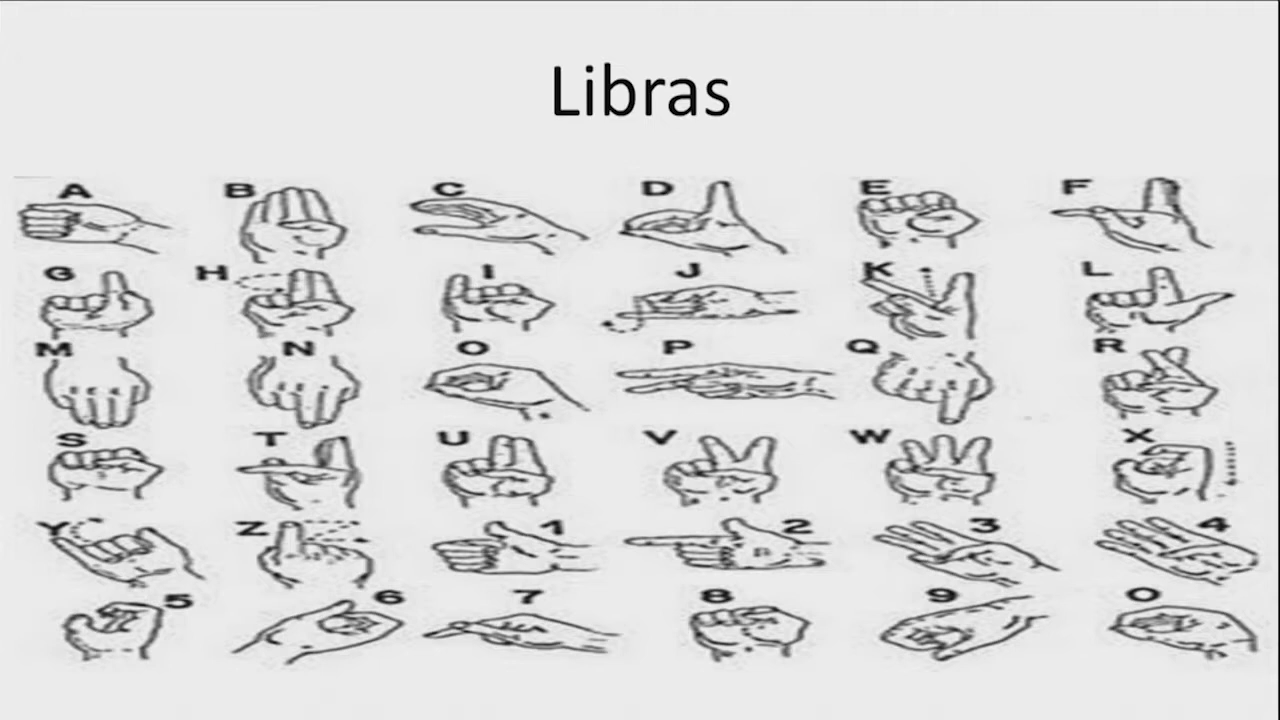 Libras
A B C D E F
G H I J K L
M N O P Q R
S T U V W X
Y Z 1 2 3 4
5 6 7 8 9 0